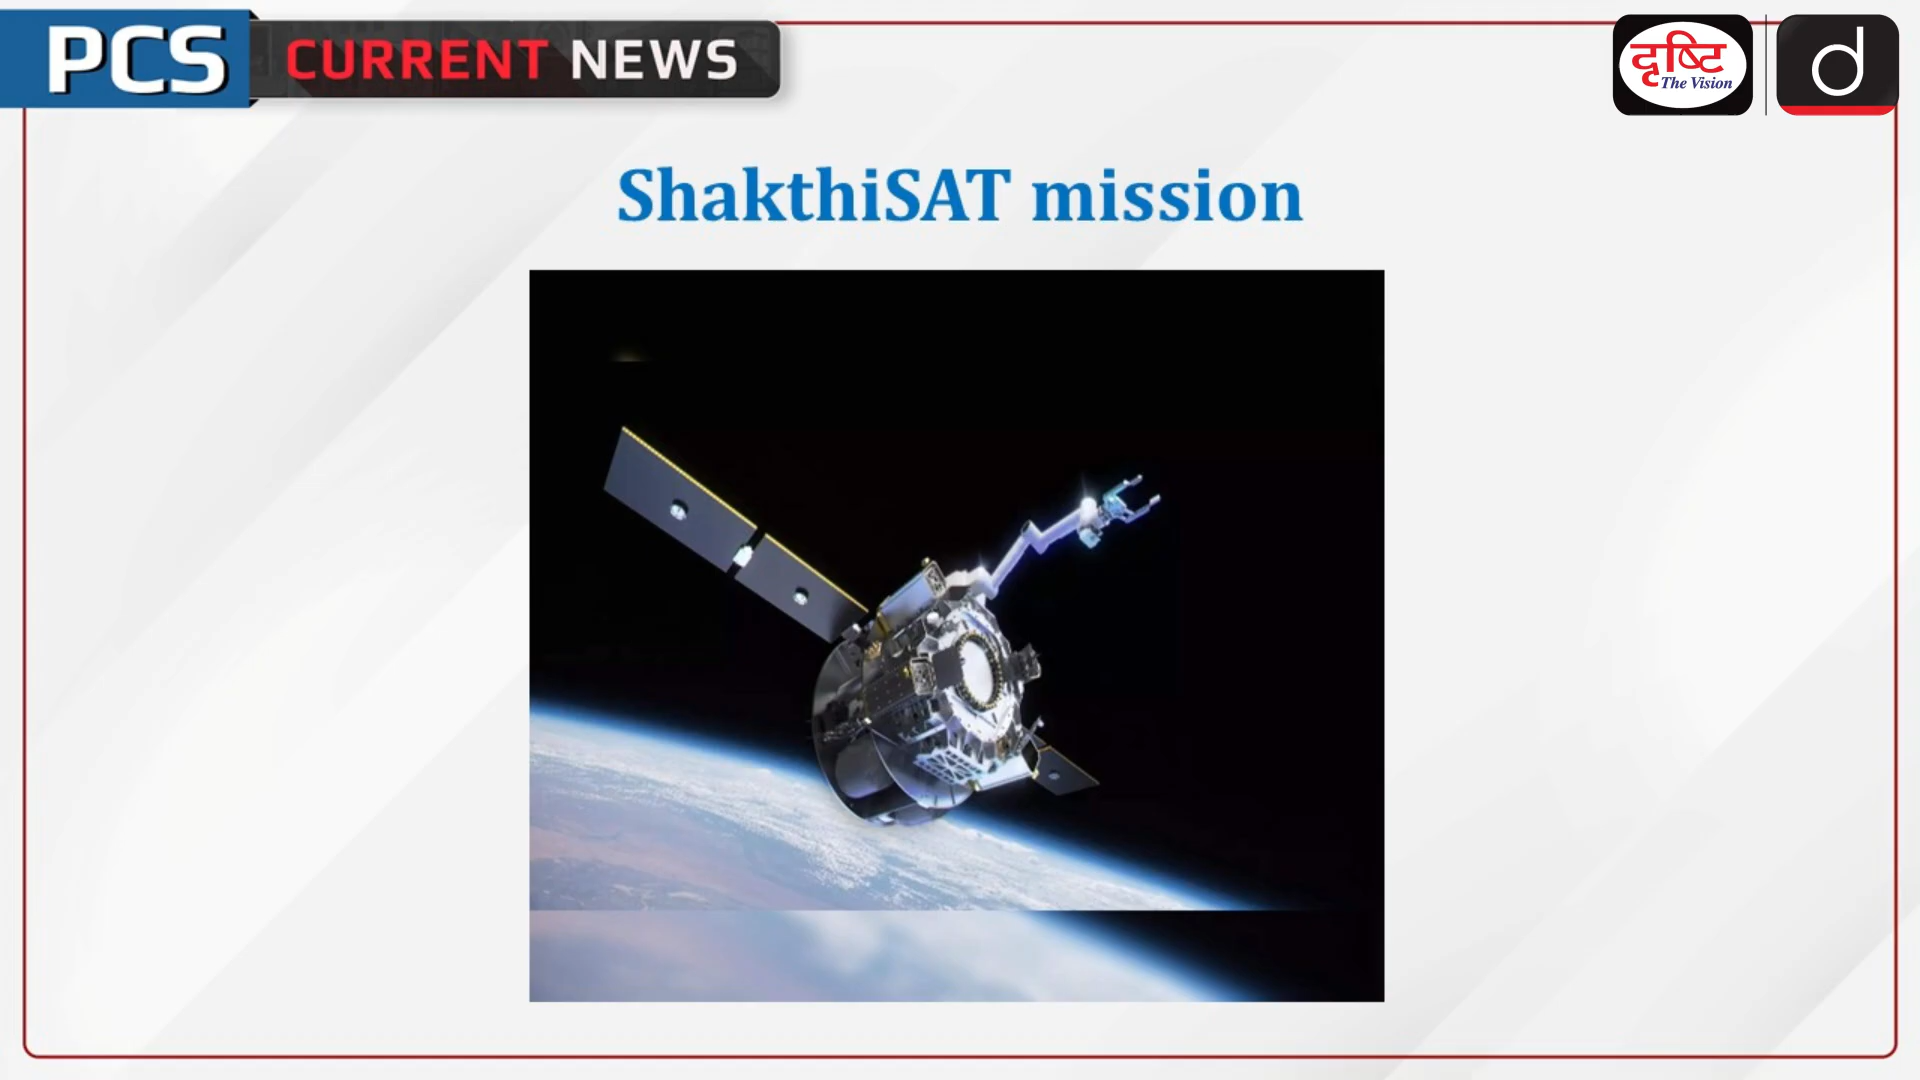 PCS CURRENT NEWS
दृष्टि
The Vision
d
ShakthiSAT mission